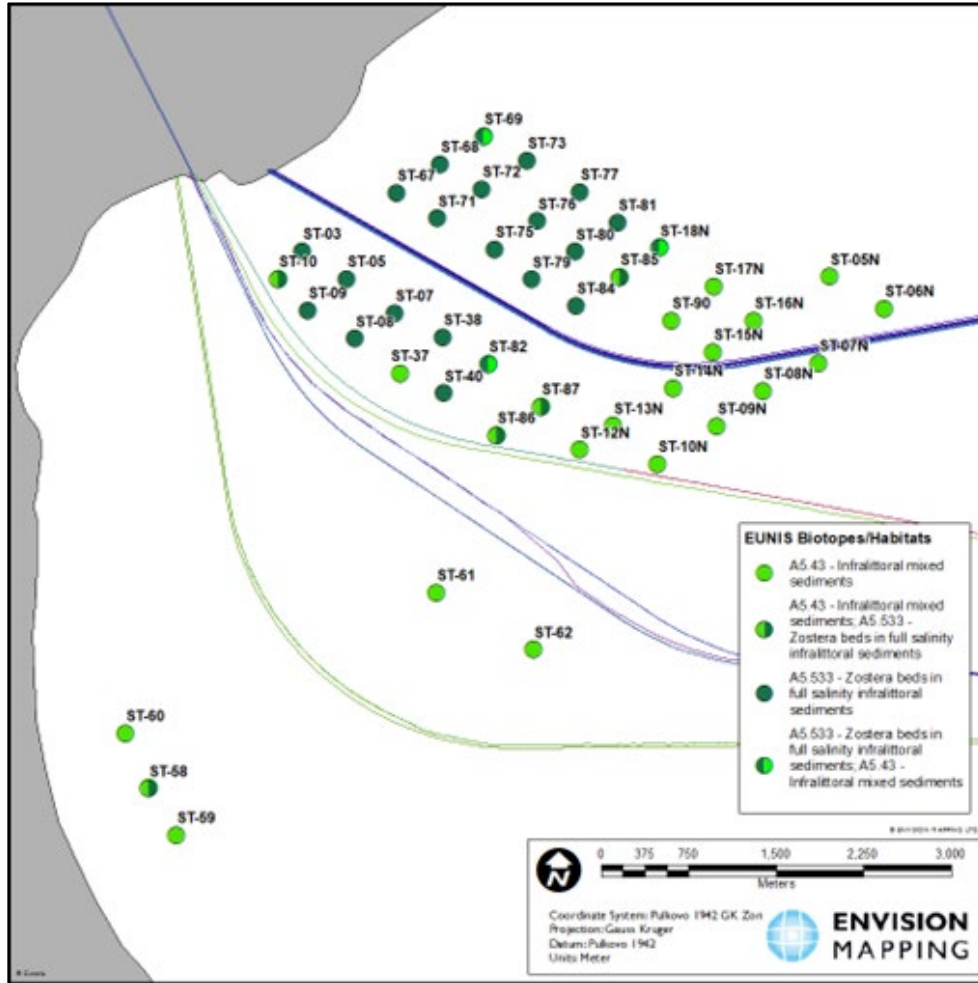 ST-69
ST-68
ST-73
ST-67
ST-72
ST-77
ST-71
ST-76
ST-81
ST-75
ST-80
ST-18N
ST-03
ST-10
ST-05
ST-79
ST-85
ST-17N
ST-05N
ST-09
ST-07
ST-84
ST-90
ST-16N
ST-06N
ST-08
ST-38
ST-15N
ST-37
ST-82
ST-07N
ST-40
ST-14N
ST-08N
ST-87
ST-86
ST-13N
ST-09N
ST-12N
ST-10N
ST-61
ST-62
ST-60
ST-58
ST-59
EUNIS Biotopes/Habitats
A5.43 - Infralittoral mixed
sediments
A5.43 - Infralittoral mixed
sediments; A5.533 -
Zostera beds in full salinity
infralittoral sediments
A5.533 - Zostera beds in
full salinity infralittoral
sediments
A5.533 - Zostera beds in
full salinity infralittoral
sediments; A5.43 -
Infralittoral mixed sediments
© ENVISION MAPPING LTD
N
0 375 750 1,500 2,250 3,000
Meters
Coordinate System: Pulkovo 1942 GK Zon
Projection: Gauss Kruger
Datum: Pulkovo 1942
Units Meter
ENVISION
MAPPING